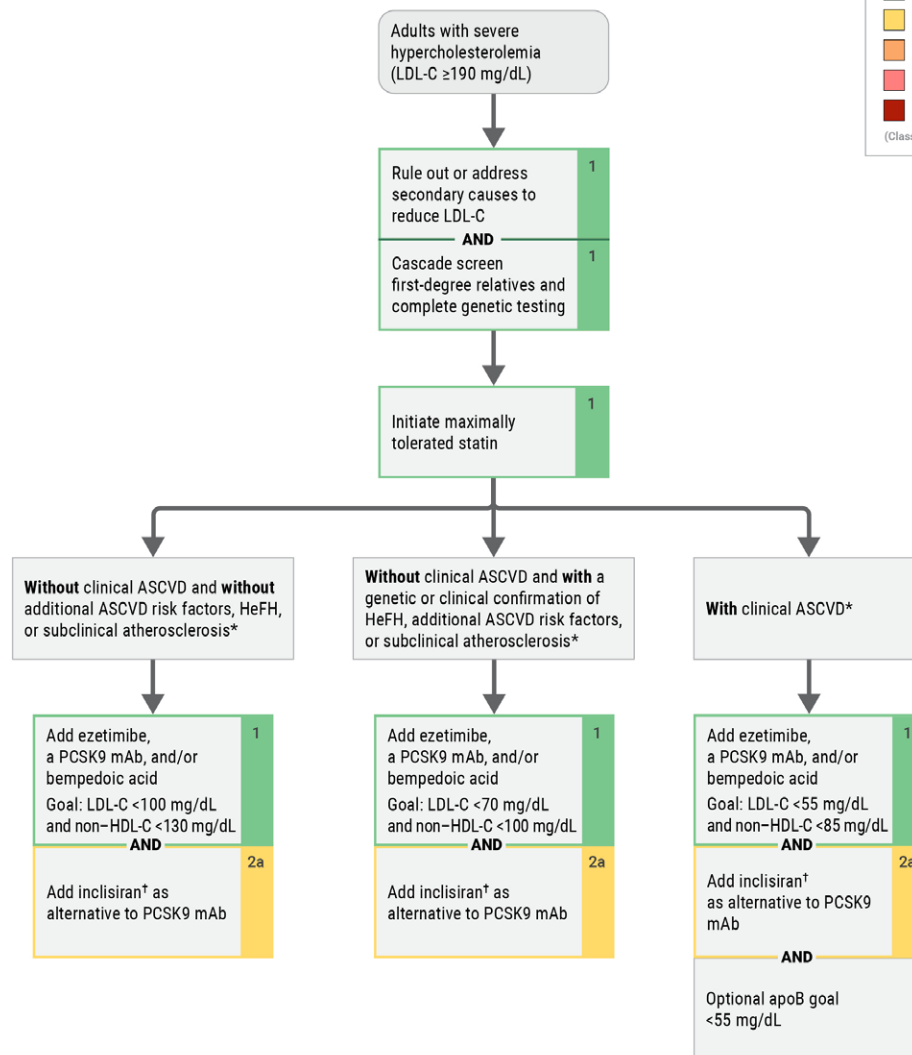 Adults with severe
hypercholesterolemia
(LDL-C ≥190 mg/dL)
(Class
Rule out or address
secondary causes to
reduce LDL-C
1
AND
Cascade screen
first-degree relatives and
complete genetic testing
1
Initiate maximally
tolerated statin
1
Without clinical ASCVD and without
additional ASCVD risk factors, HeFH,
or subclinical atherosclerosis*
Without clinical ASCVD and with a
genetic or clinical confirmation of
HeFH, additional ASCVD risk factors,
or subclinical atherosclerosis*
With clinical ASCVD*
Add ezetimibe,
a PCSK9 mAb, and/or
bempedoic acid
Goal: LDL-C <100 mg/dL
and non–HDL-C <130 mg/dL
1
AND
Add inclisiran† as
alternative to PCSK9 mAb
2a
Add ezetimibe,
a PCSK9 mAb, and/or
bempedoic acid
Goal: LDL-C <70 mg/dL
and non–HDL-C <100 mg/dL
1
AND
Add inclisiran† as
alternative to PCSK9 mAb
2a
Add ezetimibe,
a PCSK9 mAb, and/or
bempedoic acid
Goal: LDL-C <55 mg/dL
and non–HDL-C <85 mg/dL
1
AND
Add inclisiran†
as alternative to PCSK9
mAb
2a
AND
Optional apoB goal
<55 mg/dL